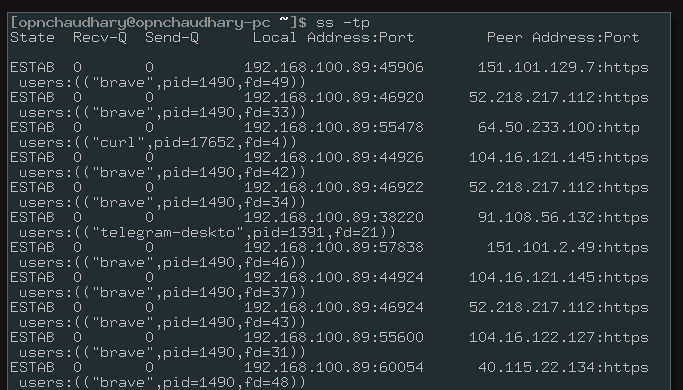 [opnchaudhary@opnchaudhary-pc ~]$ ss -tp
State  Recv-Q  Send-Q      Local Address:Port        Peer Address:Port
ESTAB  0       0          192.168.100.89:45906      151.101.129.7:https
 users:(("brave",pid=1490,fd=49))
ESTAB  0       0          192.168.100.89:46920     52.218.217.112:https
 users:(("brave",pid=1490,fd=33))
ESTAB  0       0          192.168.100.89:55478      64.50.233.100:http
 users:(("curl",pid=17652,fd=4))
ESTAB  0       0          192.168.100.89:44926     104.16.121.145:https
 users:(("brave",pid=1490,fd=42))
ESTAB  0       0          192.168.100.89:46922     52.218.217.112:https
 users:(("brave",pid=1490,fd=34))
ESTAB  0       0          192.168.100.89:38220      91.108.56.132:https
 users:(("telegram-deskto",pid=1391,fd=21))
ESTAB  0       0          192.168.100.89:57838       151.101.2.49:https
 users:(("brave",pid=1490,fd=46))
ESTAB  0       0          192.168.100.89:44924     104.16.121.145:https
 users:(("brave",pid=1490,fd=37))
ESTAB  0       0          192.168.100.89:46924     52.218.217.112:https
 users:(("brave",pid=1490,fd=43))
ESTAB  0       0          192.168.100.89:55600     104.16.122.127:https
 users:(("brave",pid=1490,fd=31))
ESTAB  0       0          192.168.100.89:60054      40.115.22.134:https
 users:(("brave",pid=1490,fd=48))